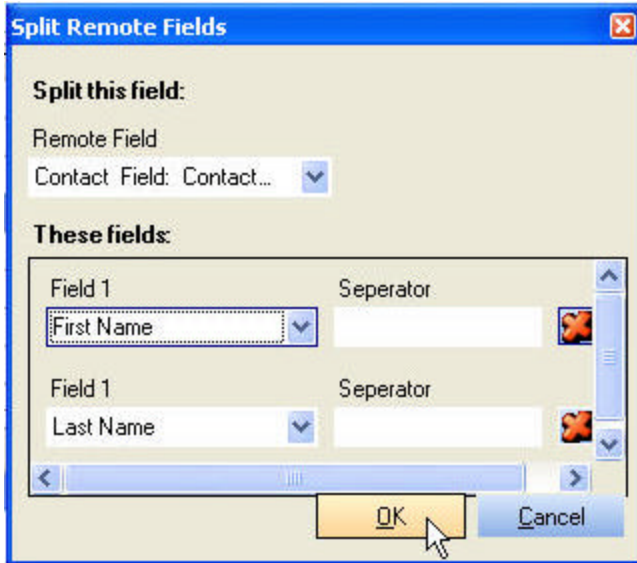 Split Remote Fields
Split this field:
Remote Field
Contact Field: Contact...
These fields:
Field 1 Seperator
First Name
Field 1 Seperator
Last Name
OK Cancel